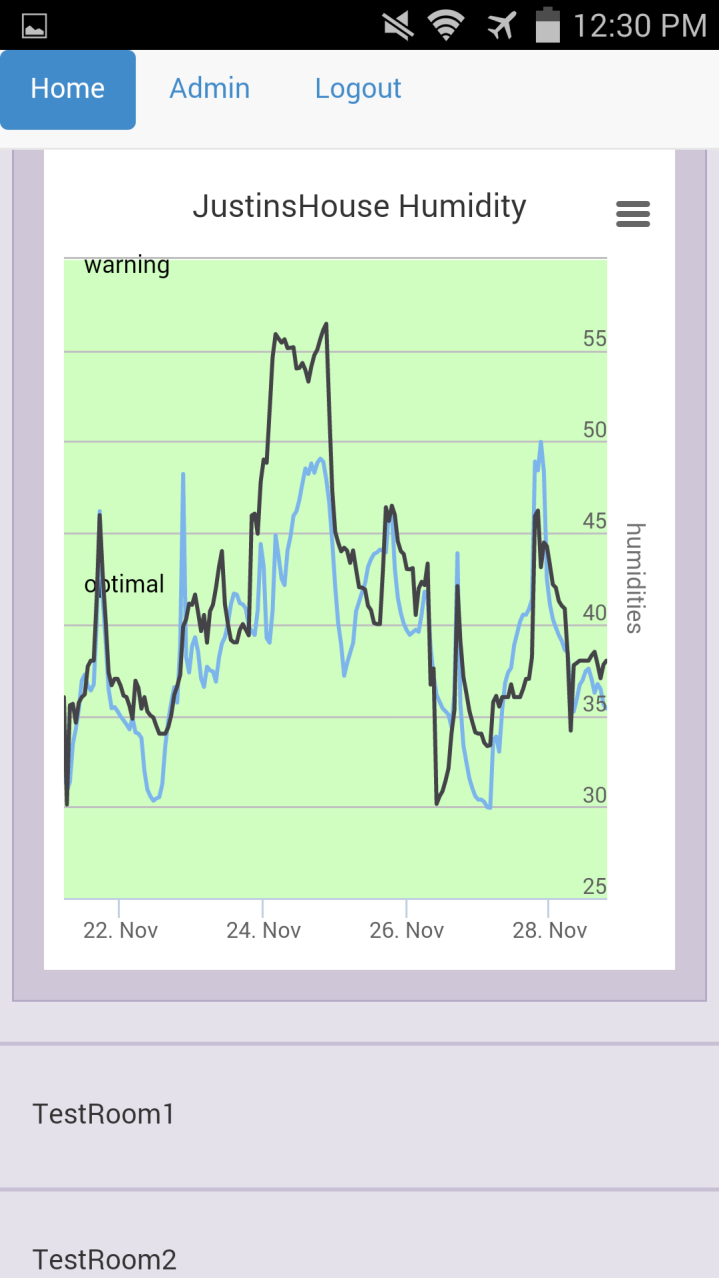 12:30 PM
Home Admin Logout
JustinsHouse Humidity
warning
55
50
45
optimal
40
35
30
25
humidities
22. Nov 24. Nov 26. Nov 28. Nov
TestRoom1
TestRoom2